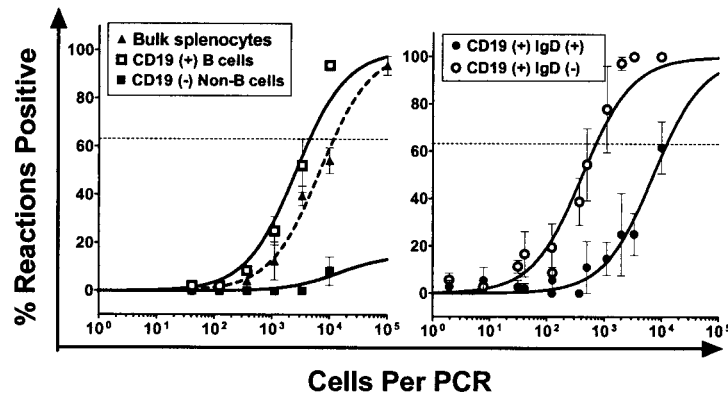 % Reactions Positive
100
80
60
40
20
0
Bulk splenocytes
CD19 (+) B cells
CD19 (-) Non-B cells
10^0 10^1 10^2 10^3 10^4 10^5
100
80
60
40
20
0
CD19 (+) IgD (+)
CD19 (+) IgD (-)
10^0 10^1 10^2 10^3 10^4 10^5
Cells Per PCR